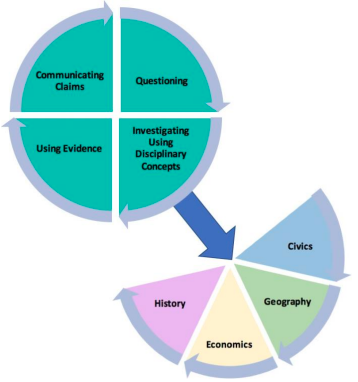 Communicating
Claims
Questioning
Using Evidence
Investigating
Using
Disciplinary
Concepts
Civics
Geography
Economics
History